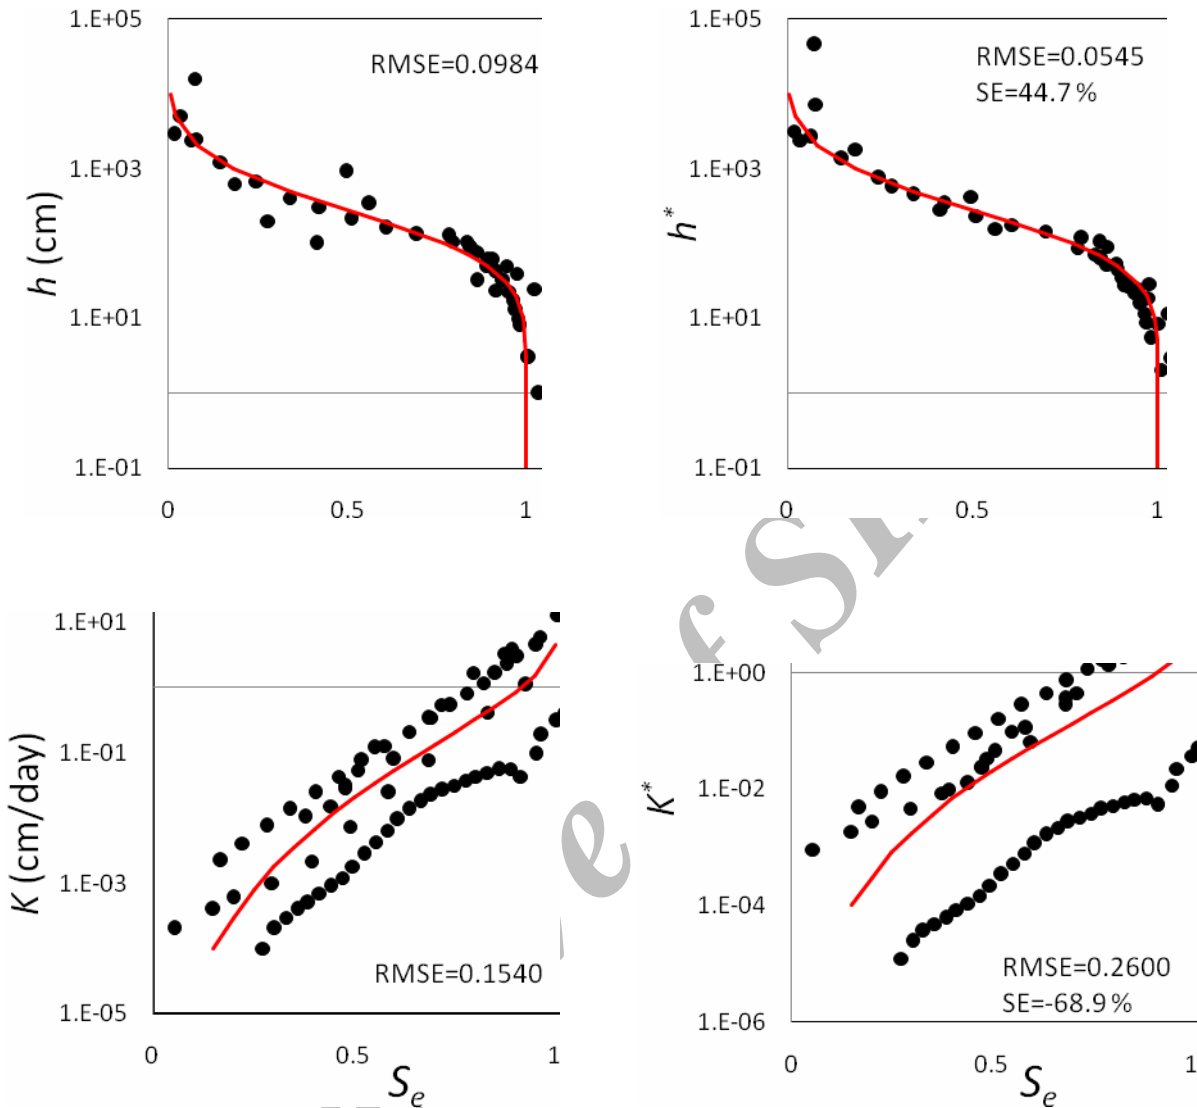 1.E+05
RMSE=0.0984
1.E+03
h (cm)
1.E+01
1.E-01
0 0.5 1
1.E+05
RMSE=0.0545
SE=44.7%
1.E+03
h*
1.E+01
1.E-01
0 0.5 1
1.E+01
1.E-01
K (cm/day)
1.E-03
RMSE=0.1540
1.E-05
0 0.5 1
Se
1.E+00
1.E-02
K*
1.E-04
RMSE=0.2600
SE=-68.9%
1.E-06
0 0.5 1
Se